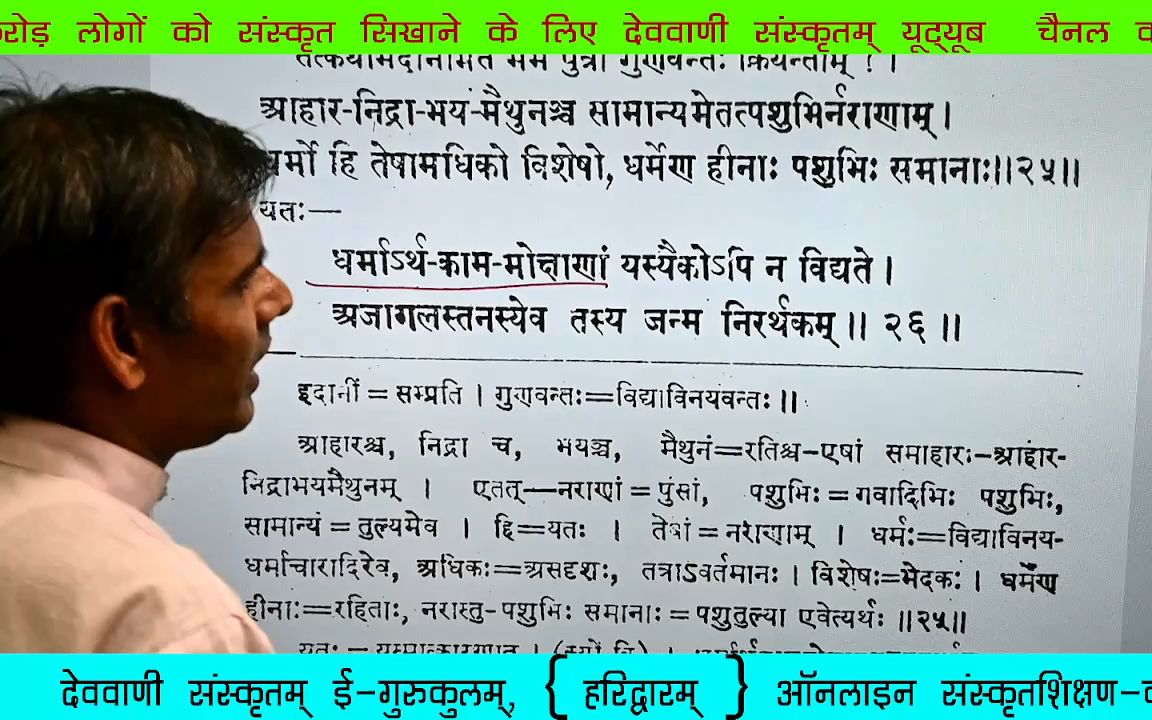 लोगों को संस्कृत सिखाने के लिए देववाणी संस्कृतम् यूट्यूब चैनल
मम पुत्रा गुणवन्तः क्रियन्ताम् ? ।
आहार-निद्रा-भयं-मैथुनञ्च सामान्यमेतत्पशुभिर्नराणाम् ।
धर्मो हि तेषामधिको विशेषो, धर्मेण हीनाः पशुभिः समानाः॥२५॥
यतः—
धर्माऽर्थ-काम-मोक्षाणां यस्यैकोऽपि न विद्यते ।
अजागलस्तनस्येव तस्य जन्म निरर्थकम् ॥ २६ ॥
इदानीं = सम्प्रति । गुणवन्तः=विद्याविनयवन्तः ॥
आहारश्च, निद्रा च, भयञ्च, मैथुनं=रतिश्च-एषां समाहारः-आहार-
निद्राभयमैथुनम् । एतत्—नराणां = पुंसां, पशुभिः = गवादिभिः पशुभिः,
सामान्यं = तुल्यमेव । हि=यतः । तेषां = नराणाम् । धर्मः=विद्याविनय-
धर्माचारादिरेव, अधिकः=असदृशः, तत्राऽवर्तमानः । विशेषः=भेदकः । धर्मेण
हीनाः=रहिताः, नरास्तु-पशुभिः समानाः = पशुतुल्या एवेत्यर्थः ॥२५॥
देववाणी संस्कृतम् ई-गुरुकुलम्, { हरिद्वारम् } ऑनलाइन संस्कृतशिक्षण-